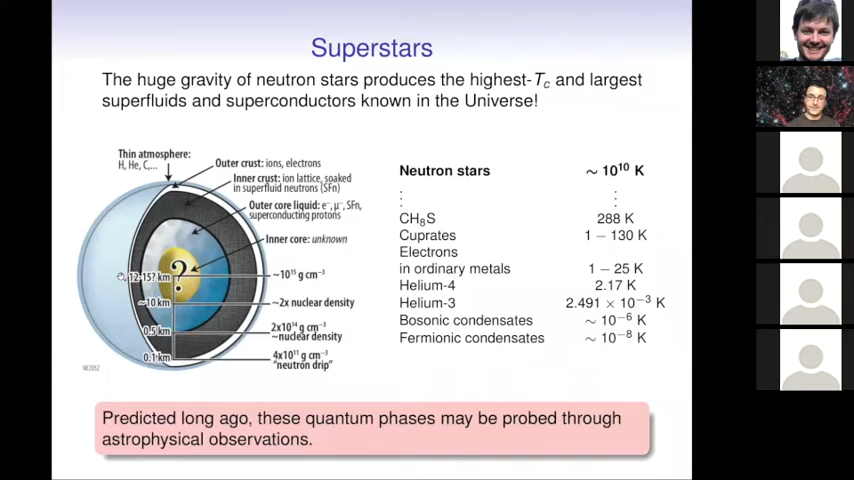 Superstars
The huge gravity of neutron stars produces the highest-Tc and largest
superfluids and superconductors known in the Universe!
Thin atmosphere:
H, He, C,...
Outer crust: ions, electrons
Inner crust: ion lattice, soaked
in superfluid neutrons (SFn)
Outer core liquid: e⁻, μ⁻, SFn,
superconducting protons
Inner core: unknown
?
12-15? km
~10¹⁵ g cm⁻³
~10 km
~2x nuclear density
0.5 km
2x10¹⁴ g cm⁻³
~nuclear density
0.1 km
4x10¹¹ g cm⁻³
"neutron drip"
Neutron stars ∼ 10¹⁰ K
⋮ ⋮
CH₈S 288 K
Cuprates 1 − 130 K
Electrons
in ordinary metals 1 − 25 K
Helium-4 2.17 K
Helium-3 2.491 × 10⁻³ K
Bosonic condensates ∼ 10⁻⁶ K
Fermionic condensates ∼ 10⁻⁸ K
Predicted long ago, these quantum phases may be probed through
astrophysical observations.